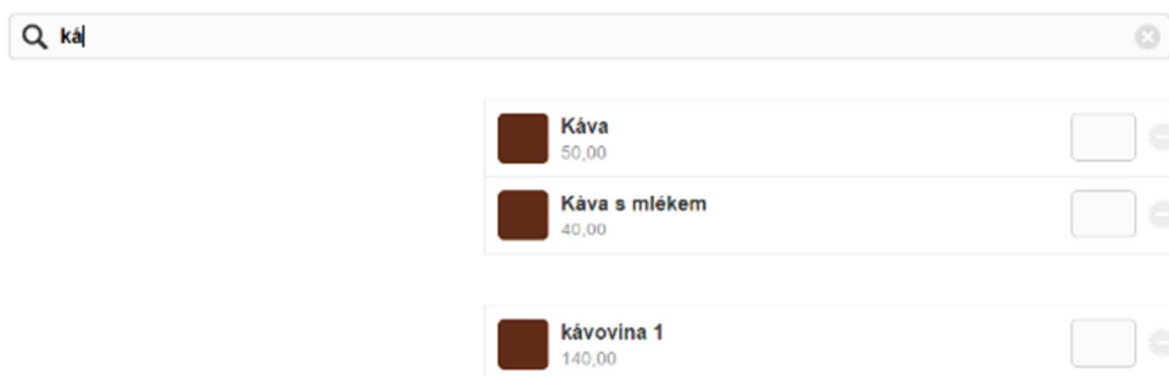 ká
Káva
50,00
Káva s mlékem
40,00
kávovina 1
140,00